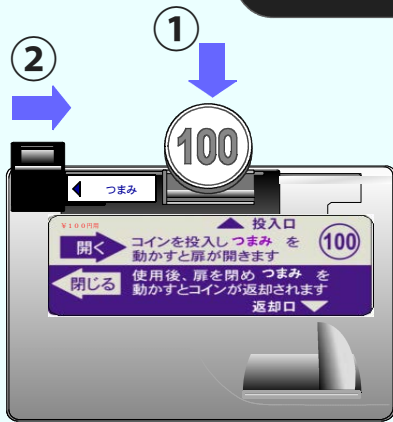 ①
②
100
つまみ
¥100円用
投入口
開く
コインを投入し つまみ を
動かすと扉が開きます
100
閉じる
使用後、扉を閉め つまみ を
動かすとコインが返却されます
返却口